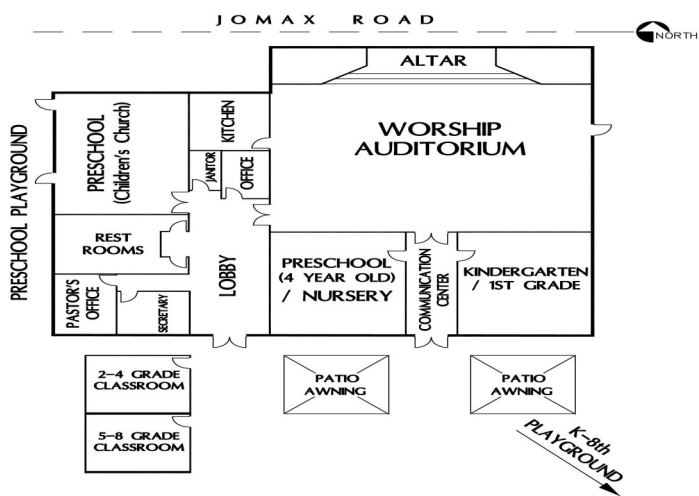 JOMAX ROAD
NORTH
ALTAR
WORSHIP
AUDITORIUM
KITCHEN
PRESCHOOL
(Children's Church)
JANITOR
OFFICE
PRESCHOOL PLAYGROUND
REST
ROOMS
LOBBY
PRESCHOOL
(4 YEAR OLD)
/ NURSERY
COMMUNICATION
CENTER
KINDERGARTEN
/ 1ST GRADE
PASTOR'S
OFFICE
SECRETARY
2-4 GRADE
CLASSROOM
PATIO
AWNING
PATIO
AWNING
5-8 GRADE
CLASSROOM
K-8th
PLAYGROUND